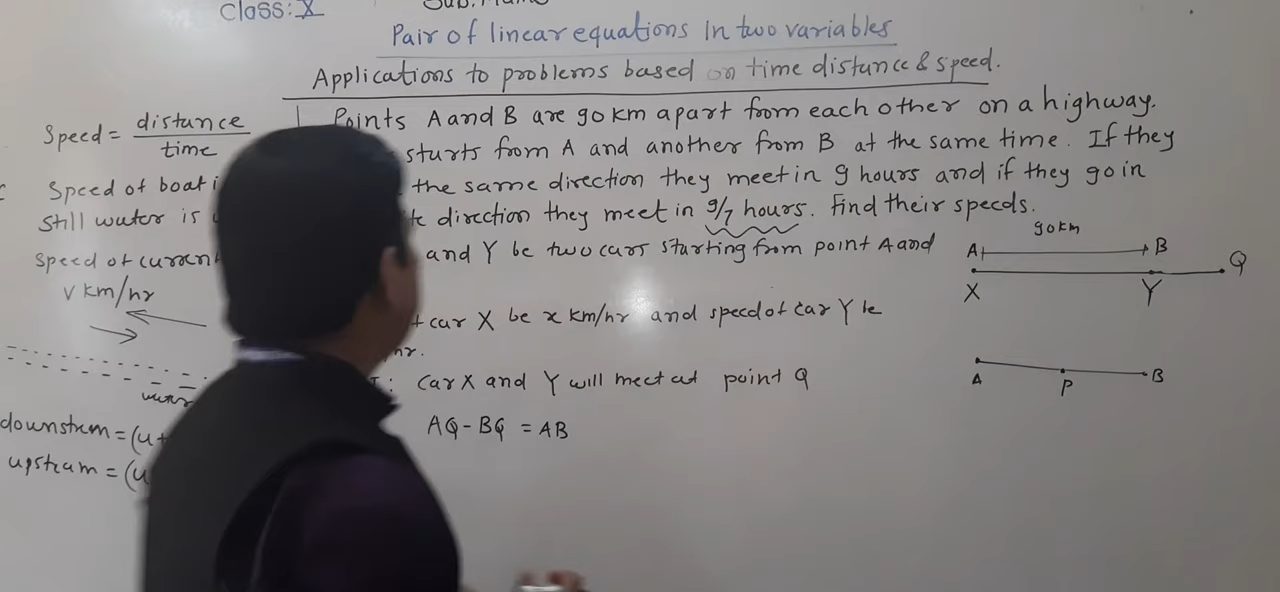 Class: X
Pair of linear equations in two variables
Applications to problems based on time distance & speed.
Speed = distance / time
Speed of boat i
still water is u
Speed of current
v km/hr
downstrem = (u+
upstream = (u
Points A and B are 90 km apart from each other on a highway.
sturts from A and another from B at the same time. If they
the same direction they meet in 9 hours and if they go in
direction they meet in 9/7 hours. Find their speeds.
and Y be two cars starting from point A and
car X be x km/hr and speed of car Y be
hr.
Car X and Y will meet at point Q
AQ - BQ = AB
90km
A B Q
X Y
A P B